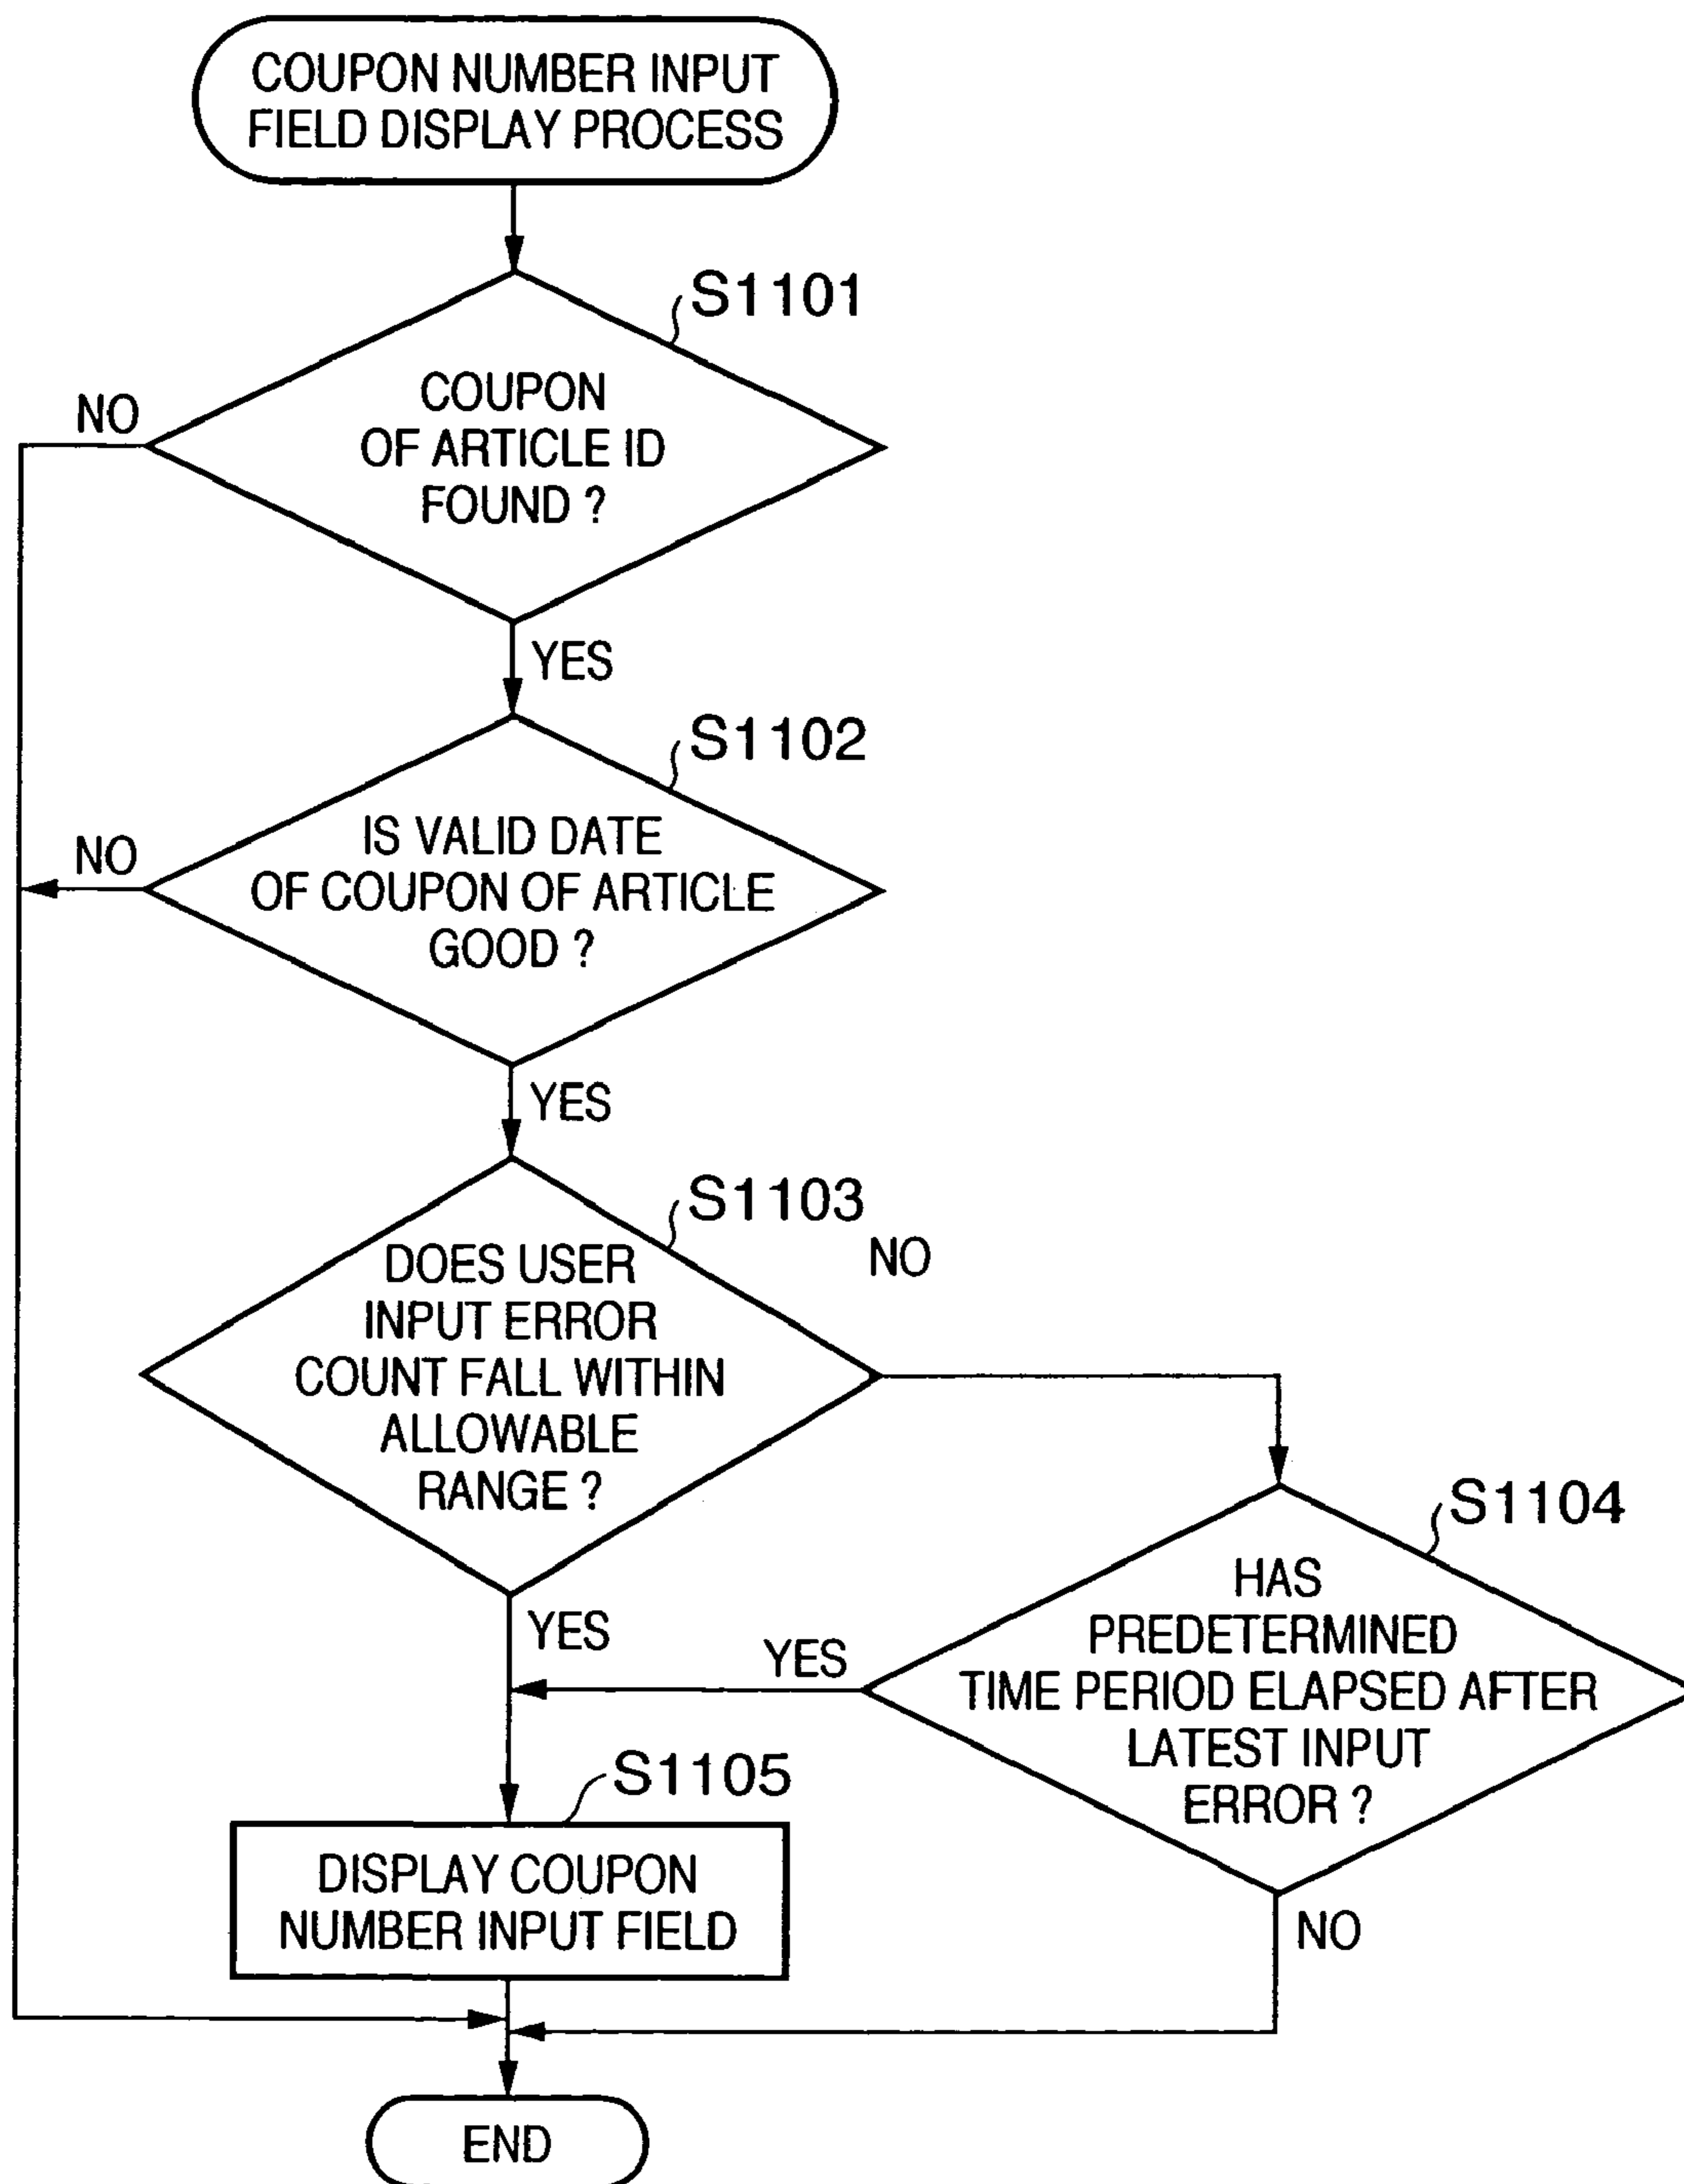 COUPON NUMBER INPUT
FIELD DISPLAY PROCESS
S1101
COUPON
OF ARTICLE ID
FOUND ?
NO
YES
S1102
IS VALID DATE
OF COUPON OF ARTICLE
GOOD ?
NO
YES
S1103
DOES USER
INPUT ERROR
COUNT FALL WITHIN
ALLOWABLE
RANGE ?
NO
YES
S1104
HAS
PREDETERMINED
TIME PERIOD ELAPSED AFTER
LATEST INPUT
ERROR ?
YES
NO
S1105
DISPLAY COUPON
NUMBER INPUT FIELD
END